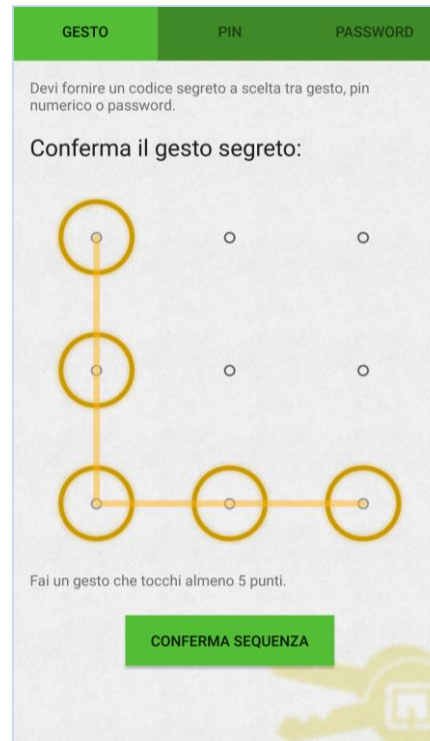 GESTO PIN PASSWORD
Devi fornire un codice segreto a scelta tra gesto, pin
numerico o password.
Conferma il gesto segreto:
Fai un gesto che tocchi almeno 5 punti.
CONFERMA SEQUENZA